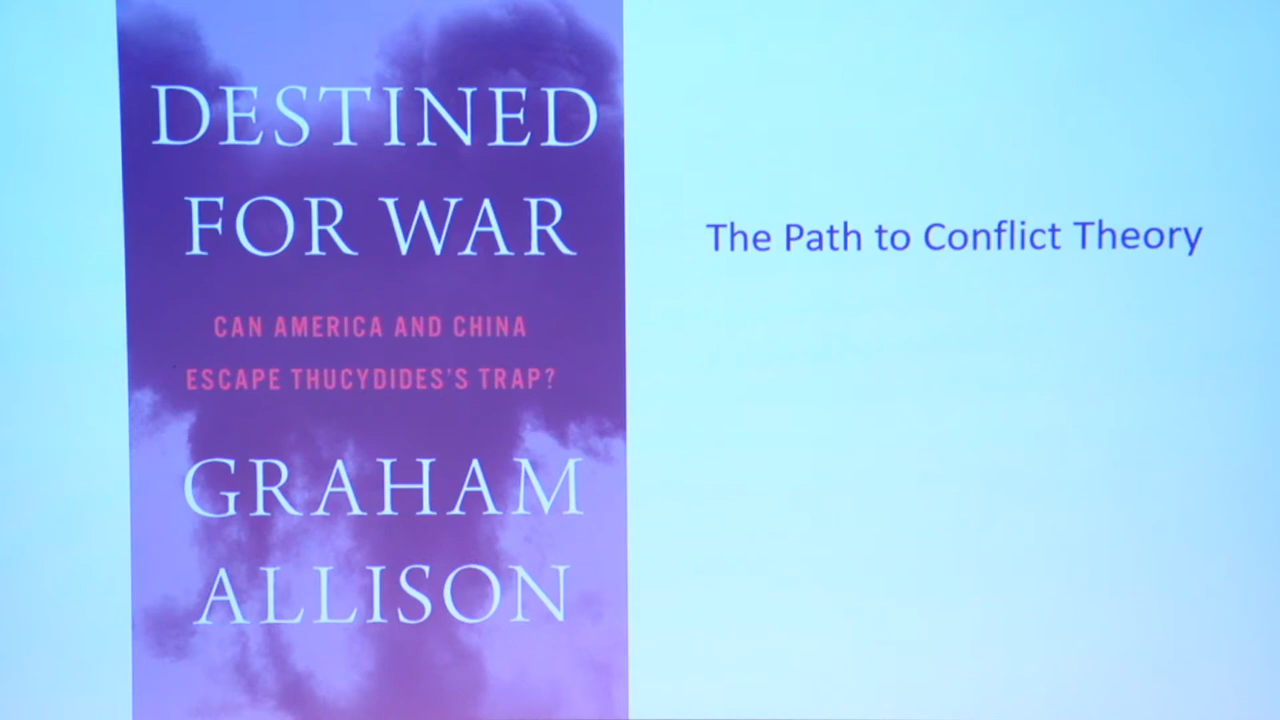 DESTINED
FOR WAR
CAN AMERICA AND CHINA
ESCAPE THUCYDIDES'S TRAP?
GRAHAM
ALLISON
The Path to Conflict Theory